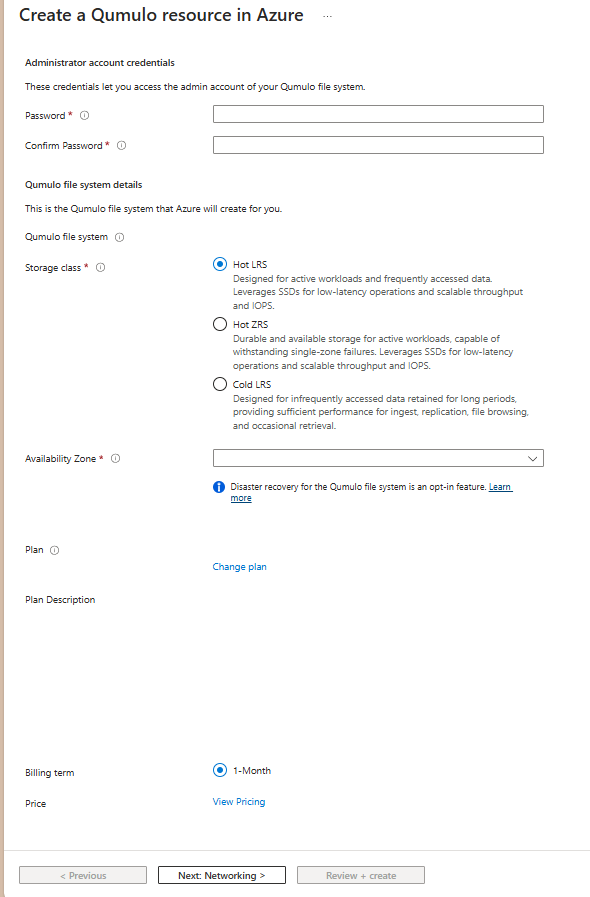 Create a Qumulo resource in Azure ...
Administrator account credentials
These credentials let you access the admin account of your Qumulo file system.
Password *
Confirm Password *
Qumulo file system details
This is the Qumulo file system that Azure will create for you.
Qumulo file system
Storage class *
Hot LRS
Designed for active workloads and frequently accessed data.
Leverages SSDs for low-latency operations and scalable throughput
and IOPS.
Hot ZRS
Durable and available storage for active workloads, capable of
withstanding single-zone failures. Leverages SSDs for low-latency
operations and scalable throughput and IOPS.
Cold LRS
Designed for infrequently accessed data retained for long periods,
providing sufficient performance for ingest, replication, file browsing,
and occasional retrieval.
Availability Zone *
Disaster recovery for the Qumulo file system is an opt-in feature. Learn
more
Plan
Change plan
Plan Description
Billing term
1-Month
Price
View Pricing
< Previous
Next: Networking >
Review + create